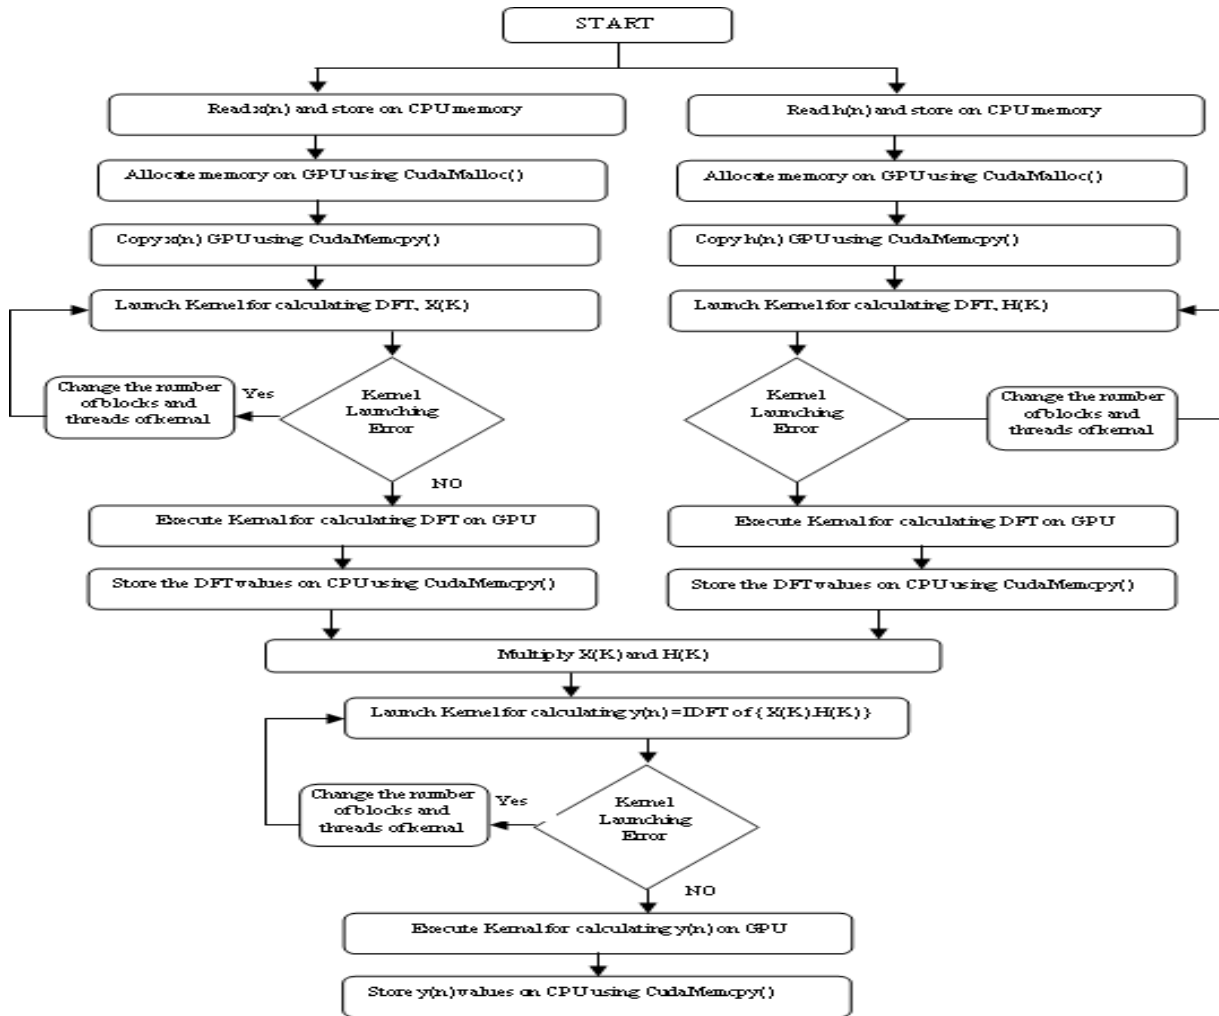 START
Read x(n) and store on CPU memory
Read h(n) and store on CPU memory
Allocate memory on GPU using CudaMalloc()
Allocate memory on GPU using CudaMalloc()
Copy x(n) GPU using CudaMemcpy()
Copy h(n) GPU using CudaMemcpy()
Launch Kernel for calculating DFT, X(K)
Launch Kernel for calculating DFT, H(K)
Change the number
of blocks and
threads of kernal
Yes
Kernel
Launching
Error
Kernel
Launching
Error
Change the number
of blocks and
threads of kernal
NO
Execute Kernal for calculating DFT on GPU
Execute Kernal for calculating DFT on GPU
Store the DFT values on CPU using CudaMemcpy()
Store the DFT values on CPU using CudaMemcpy()
Multiply X(K) and H(K)
Launch Kernel for calculating y(n) = IDFT of { X(K).H(K) }
Change the number
of blocks and
threads of kernal
Yes
Kernel
Launching
Error
NO
Execute Kernal for calculating y(n) on GPU
Store y(n) values on CPU using CudaMemcpy()